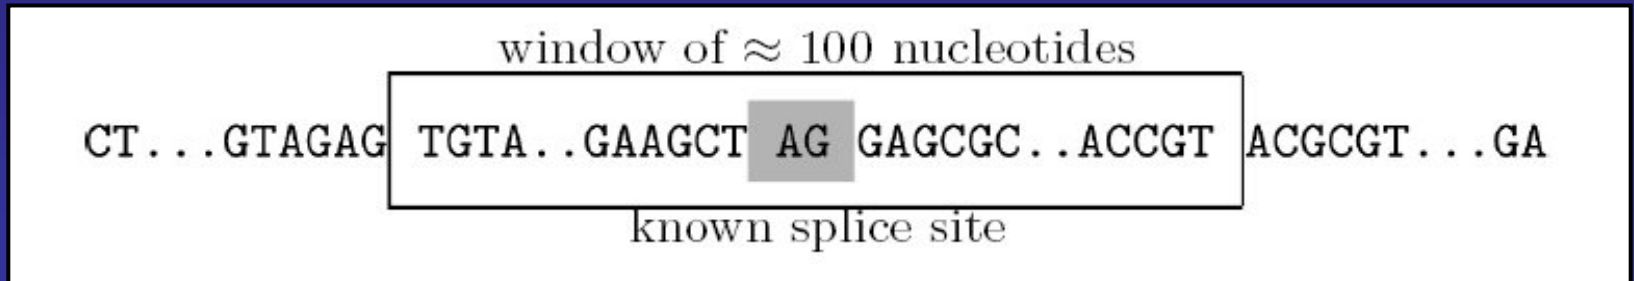 window of ≈ 100 nucleotides
CT...GTAGAG TGTA..GAAGCT AG GAGCGC..ACCGT ACGCGT...GA
known splice site